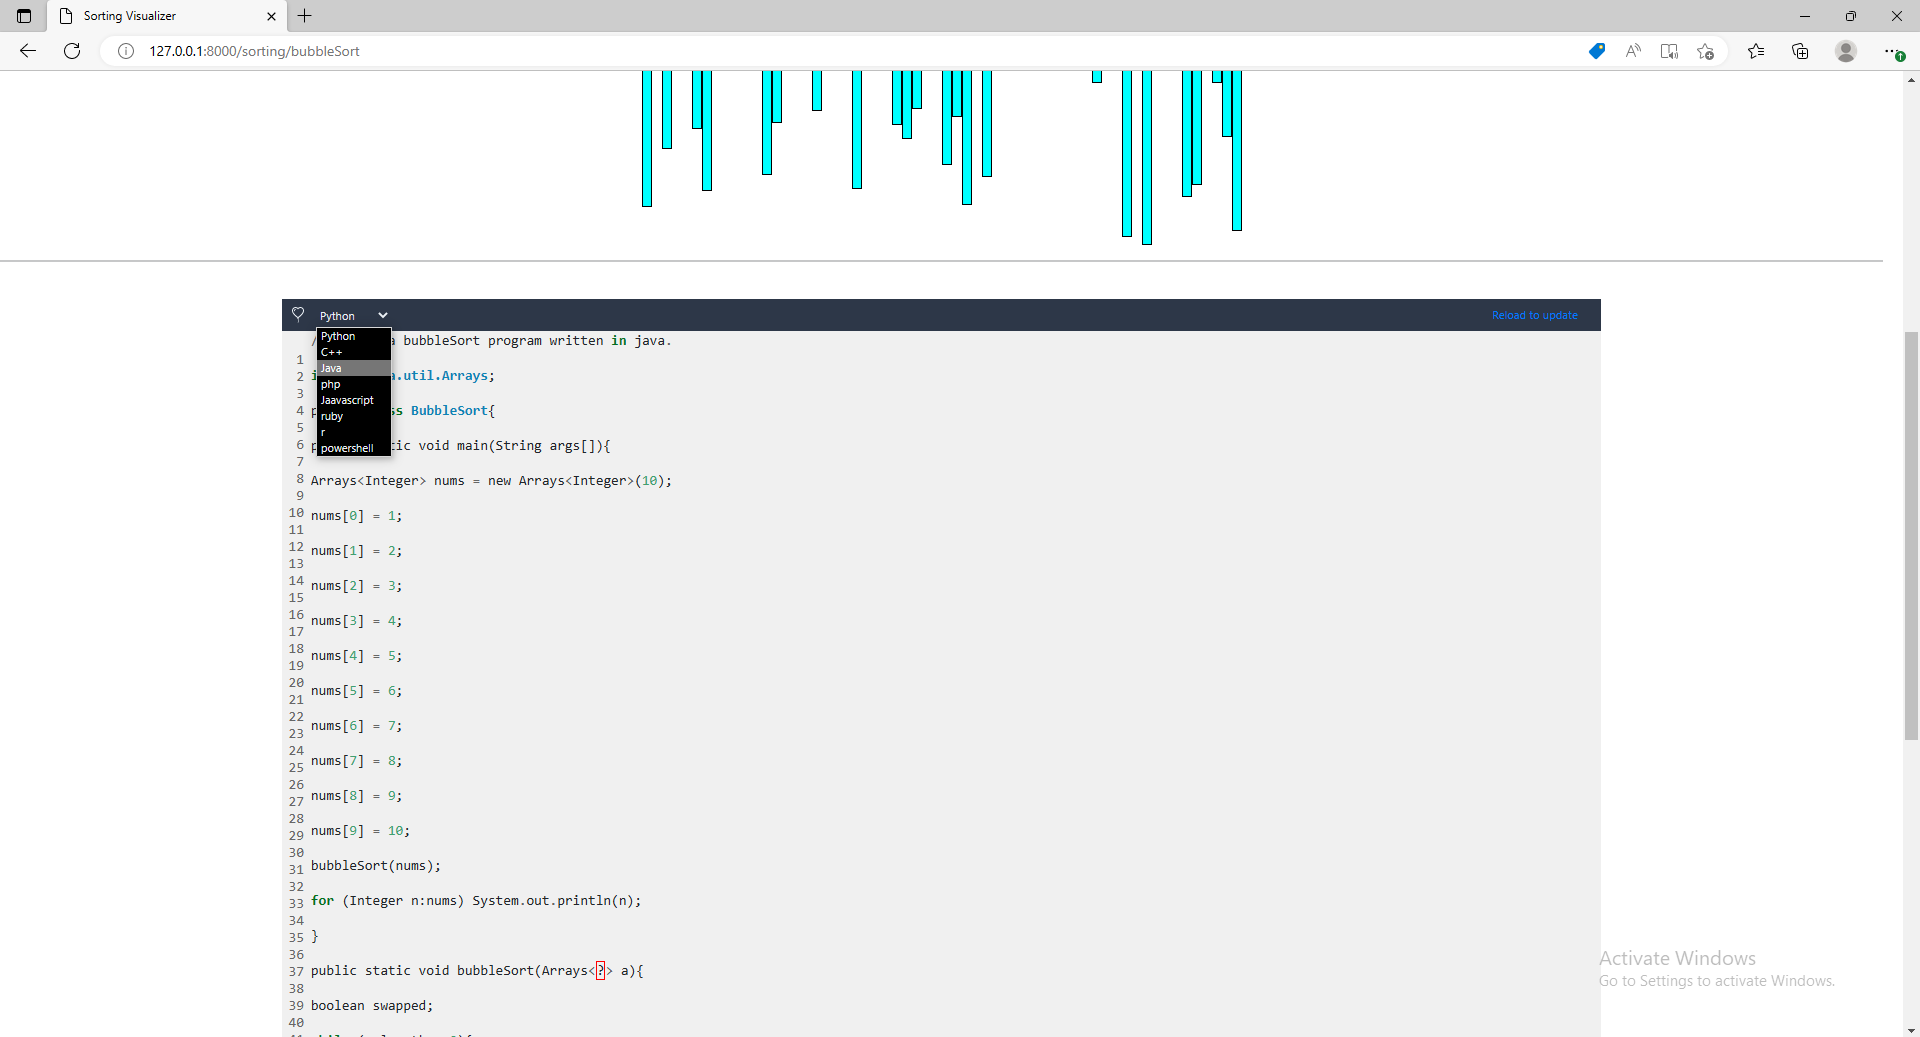 Sorting Visualizer
127.0.0.1:8000/sorting/bubbleSort
Python
Reload to update
Python
C++
Java
php
Jaavascript
ruby
r
powershell
/ a bubbleSort program written in java.
1
2 i a.util.Arrays;
3
4 p ss BubbleSort{
5
6 p tic void main(String args[]){
7
8 Arrays<Integer> nums = new Arrays<Integer>(10);
9
10 nums[0] = 1;
11
12 nums[1] = 2;
13
14 nums[2] = 3;
15
16 nums[3] = 4;
17
18 nums[4] = 5;
19
20 nums[5] = 6;
21
22 nums[6] = 7;
23
24 nums[7] = 8;
25
26 nums[8] = 9;
27
28 nums[9] = 10;
29
30
31 bubbleSort(nums);
32
33 for (Integer n:nums) System.out.println(n);
34
35 }
36
37 public static void bubbleSort(Arrays<?> a){
38
39 boolean swapped;
40
Activate Windows
Go to Settings to activate Windows.